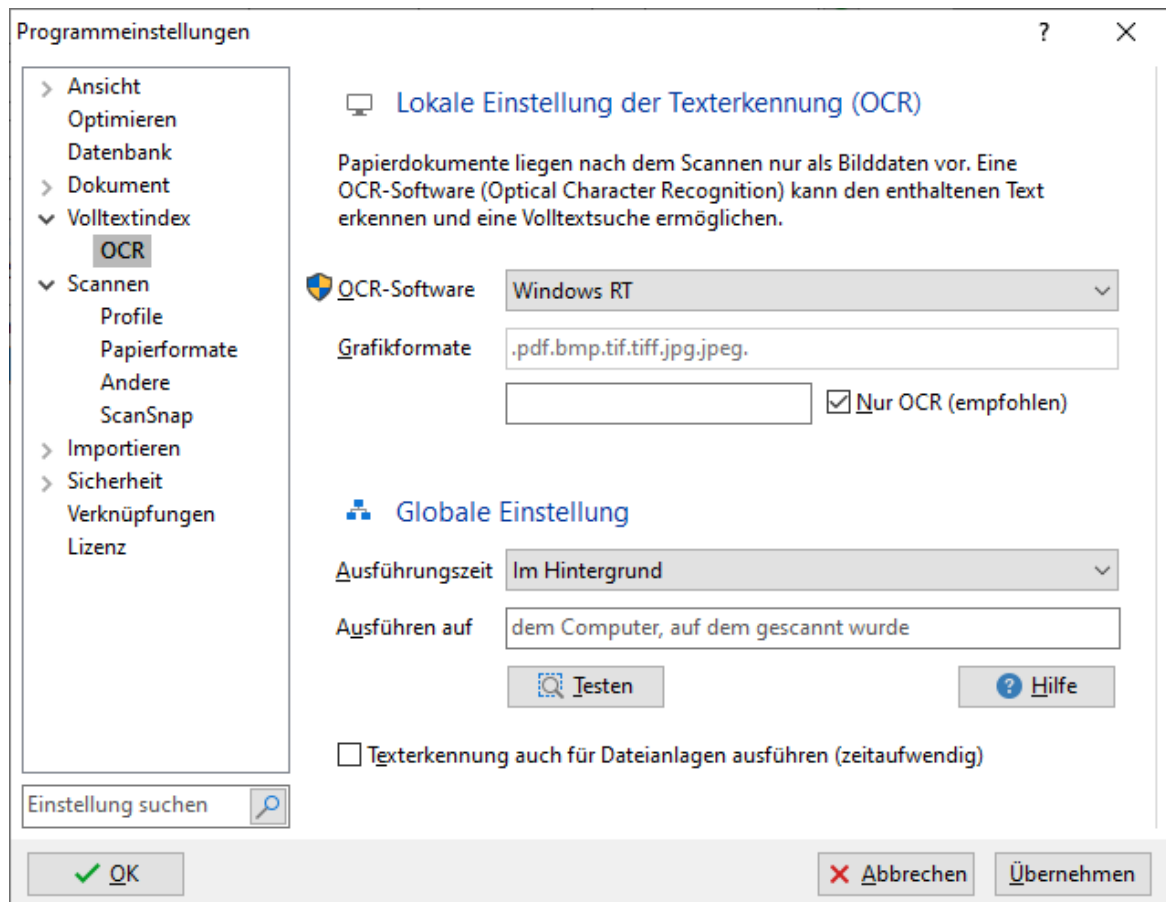 Programmeinstellungen
Ansicht
Optimieren
Datenbank
Dokument
Volltextindex
OCR
Scannen
Profile
Papierformate
Andere
ScanSnap
Importieren
Sicherheit
Verknüpfungen
Lizenz
Einstellung suchen
Lokale Einstellung der Texterkennung (OCR)
Papierdokumente liegen nach dem Scannen nur als Bilddaten vor. Eine
OCR-Software (Optical Character Recognition) kann den enthaltenen Text
erkennen und eine Volltextsuche ermöglichen.
OCR-Software Windows RT
Grafikformate .pdf.bmp.tif.tiff.jpg.jpeg.
Nur OCR (empfohlen)
Globale Einstellung
Ausführungszeit Im Hintergrund
Ausführen auf dem Computer, auf dem gescannt wurde
Testen Hilfe
Texterkennung auch für Dateianlagen ausführen (zeitaufwendig)
OK Abbrechen Übernehmen